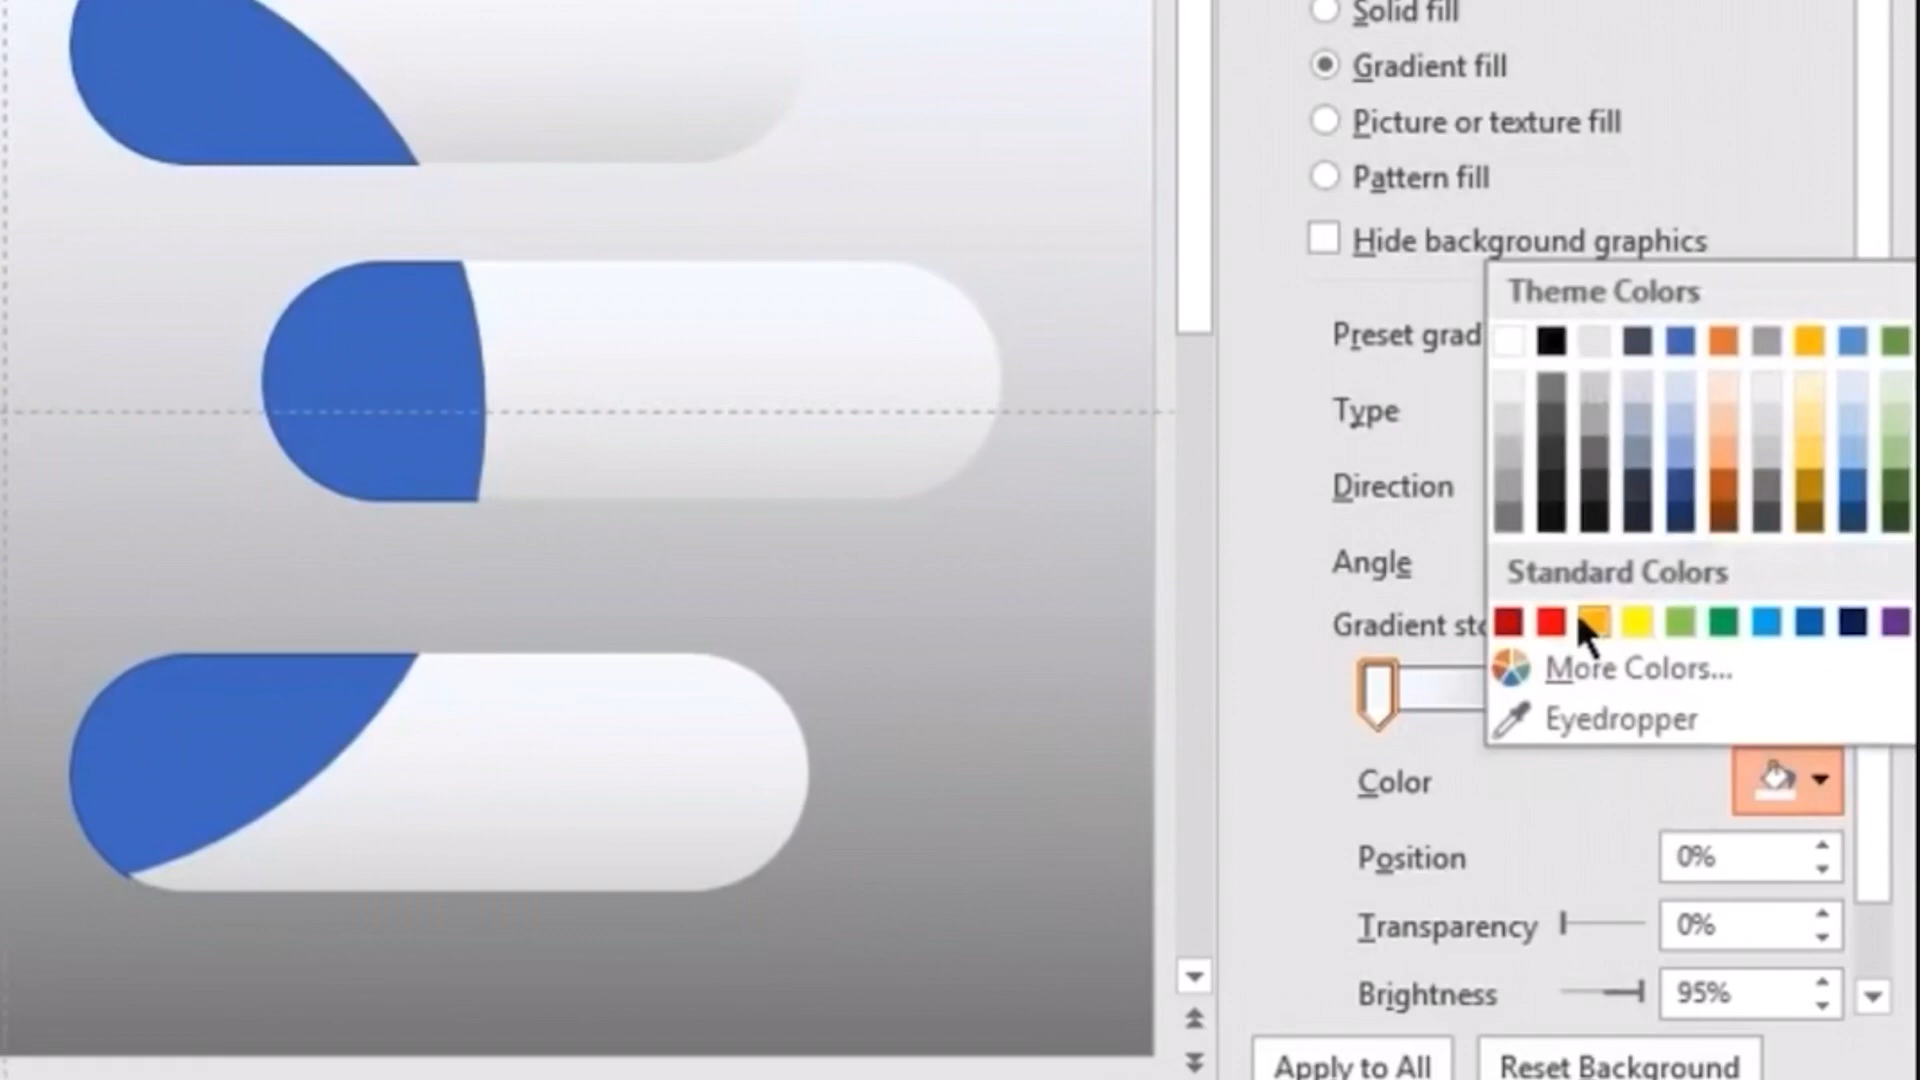 Solid fill
Gradient fill
Picture or texture fill
Pattern fill
Hide background graphics
Theme Colors
Preset grad
Type
Direction
Angle
Standard Colors
Gradient sto
More Colors...
Eyedropper
Color
Position 0%
Transparency 0%
Brightness 95%
Apply to All Reset Background